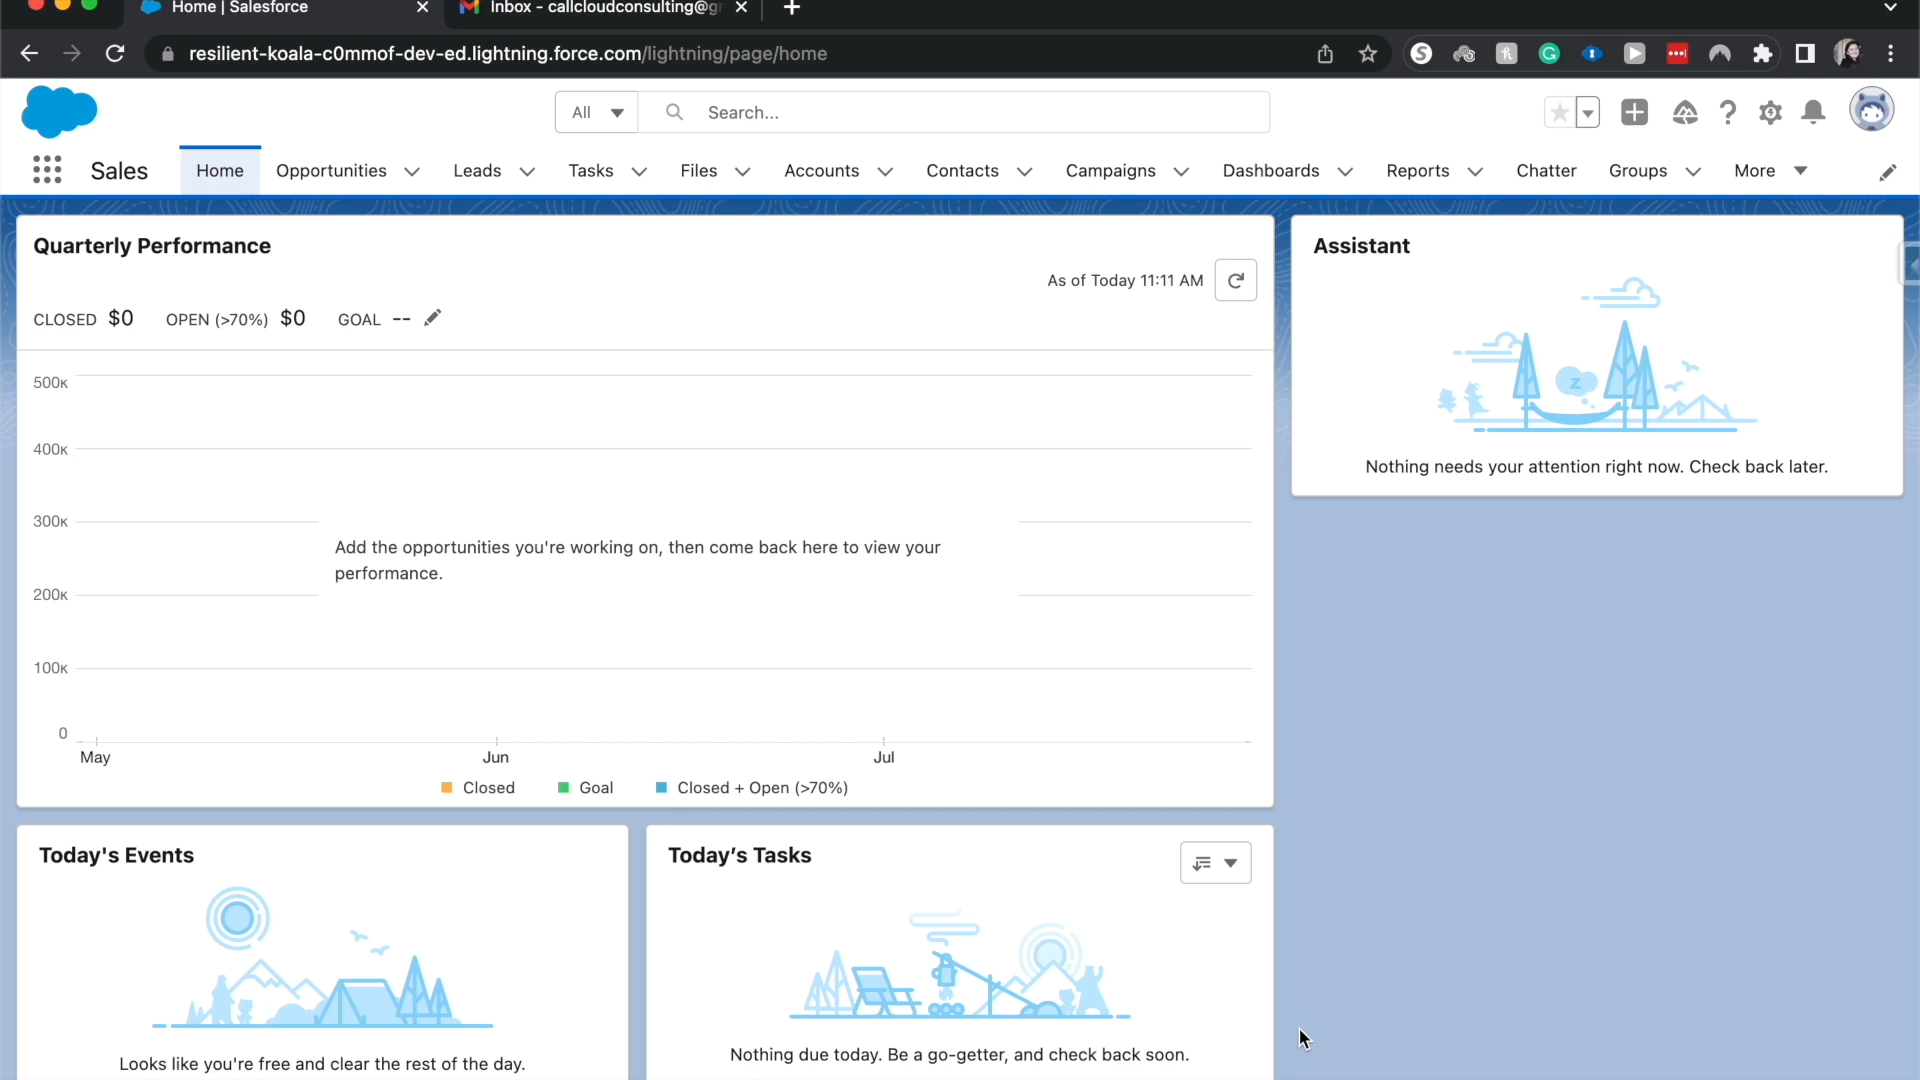 Home | Salesforce
Inbox - callcloudconsulting@gr
resilient-koala-c0mmof-dev-ed.lightning.force.com/lightning/page/home
All
Search...
Sales
Home
Opportunities
Leads
Tasks
Files
Accounts
Contacts
Campaigns
Dashboards
Reports
Chatter
Groups
More
Quarterly Performance
As of Today 11:11 AM
CLOSED $0 OPEN (>70%) $0 GOAL --
500K
400K
300K
200K
100K
0
Add the opportunities you're working on, then come back here to view your
performance.
May Jun Jul
Closed Goal Closed + Open (>70%)
Assistant
z
Nothing needs your attention right now. Check back later.
Today's Events
Looks like you're free and clear the rest of the day.
Today’s Tasks
Nothing due today. Be a go-getter, and check back soon.